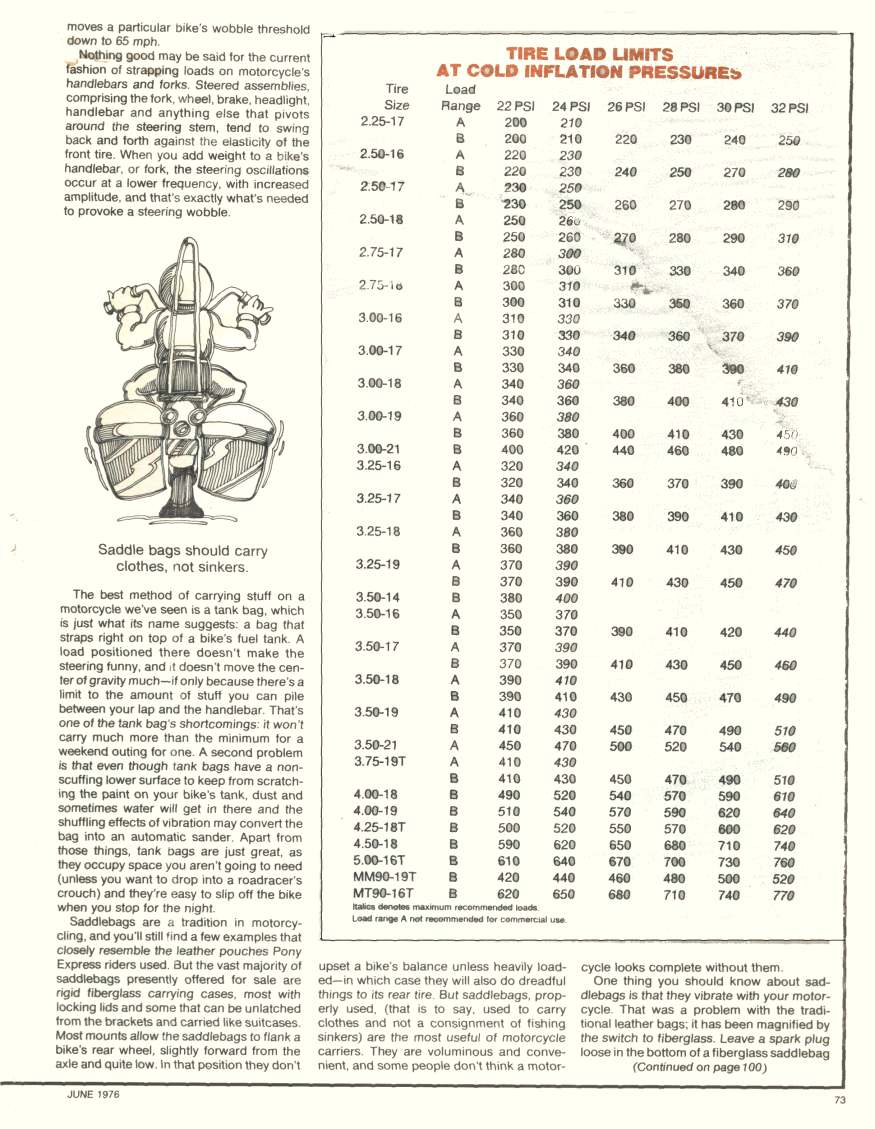 moves a particular bike's wobble threshold
down to 65 mph.
Nothing good may be said for the current
fashion of strapping loads on motorcycle's
handlebars and forks. Steered assemblies,
comprising the fork, wheel, brake, headlight,
handlebar and anything else that pivots
around the steering stem, tend to swing
back and forth against the elasticity of the
front tire. When you add weight to a bike's
handlebar, or fork, the steering oscillations
occur at a lower frequency, with increased
amplitude, and that's exactly what's needed
to provoke a steering wobble.
Saddle bags should carry
clothes, not sinkers.
The best method of carrying stuff on a
motorcycle we've seen is a tank bag, which
is just what its name suggests: a bag that
straps right on top of a bike's fuel tank. A
load positioned there doesn't make the
steering funny, and it doesn't move the cen-
ter of gravity much—if only because there's a
limit to the amount of stuff you can pile
between your lap and the handlebar. That's
one of the tank bag's shortcomings: it won't
carry much more than the minimum for a
weekend outing for one. A second problem
is that even though tank bags have a non-
scuffing lower surface to keep from scratch-
ing the paint on your bike's tank, dust and
sometimes water will get in there and the
shuffling effects of vibration may convert the
bag into an automatic sander. Apart from
those things, tank bags are just great, as
they occupy space you aren't going to need
(unless you want to drop into a roadracer's
crouch) and they're easy to slip off the bike
when you stop for the night.
Saddlebags are a tradition in motorcy-
cling, and you'll still find a few examples that
closely resemble the leather pouches Pony
Express riders used. But the vast majority of
saddlebags presently offered for sale are
rigid fiberglass carrying cases, most with
locking lids and some that can be unlatched
from the brackets and carried like suitcases.
Most mounts allow the saddlebags to flank a
bike's rear wheel, slightly forward from the
axle and quite low. In that position they don't
TIRE LOAD LIMITS
AT COLD INFLATION PRESSURES
Tire Load
Size Range 22 PSI 24 PSI 26 PSI 28 PSI 30 PSI 32 PSI
2.25-17 A 200 210
B 200 210 220 230 240 250
2.50-16 A 220 230
B 220 230 240 250 270 280
2.50-17 A 230 250
B 230 250 260 270 280 290
2.50-18 A 250 260
B 250 260 270 280 290 310
2.75-17 A 280 300
B 280 300 310 330 340 360
2.75-18 A 300 310
B 300 310 330 350 360 370
3.00-16 A 310 330
B 310 330 340 360 370 390
3.00-17 A 330 340
B 330 340 360 380 390 410
3.00-18 A 340 360
B 340 360 380 400 410 430
3.00-19 A 360 380
B 360 380 400 410 430 450
3.00-21 B 400 420 440 460 480 490
3.25-16 A 320 340
B 320 340 360 370 390 400
3.25-17 A 340 360
B 340 360 380 390 410 430
3.25-18 A 360 380
B 360 380 390 410 430 450
3.25-19 A 370 390
B 370 390 410 430 450 470
3.50-14 B 380 400
3.50-16 A 350 370
B 350 370 390 410 420 440
3.50-17 A 370 390
B 370 390 410 430 450 460
3.50-18 A 390 410
B 390 410 430 450 470 490
3.50-19 A 410 430
B 410 430 450 470 490 510
3.50-21 A 450 470 500 520 540 560
3.75-19T A 410 430
B 410 430 450 470 490 510
4.00-18 B 490 520 540 570 590 610
4.00-19 B 510 540 570 590 620 640
4.25-18T B 500 520 550 570 600 620
4.50-18 B 590 620 650 680 710 740
5.00-16T B 610 640 670 700 730 760
MM90-19T B 420 440 460 480 500 520
MT90-16T B 620 650 680 710 740 770
Italics denotes maximum recommended loads.
Load range A not recommended for commercial use.
upset a bike's balance unless heavily load-
ed—in which case they will also do dreadful
things to its rear tire. But saddlebags, prop-
erly used, (that is to say, used to carry
clothes and not a consignment of fishing
sinkers) are the most useful of motorcycle
carriers. They are voluminous and conve-
nient, and some people don't think a motor-
cycle looks complete without them.
One thing you should know about sad-
dlebags is that they vibrate with your motor-
cycle. That was a problem with the tradi-
tional leather bags; it has been magnified by
the switch to fiberglass. Leave a spark plug
loose in the bottom of a fiberglass saddlebag
(Continued on page 100)
JUNE 1976
73